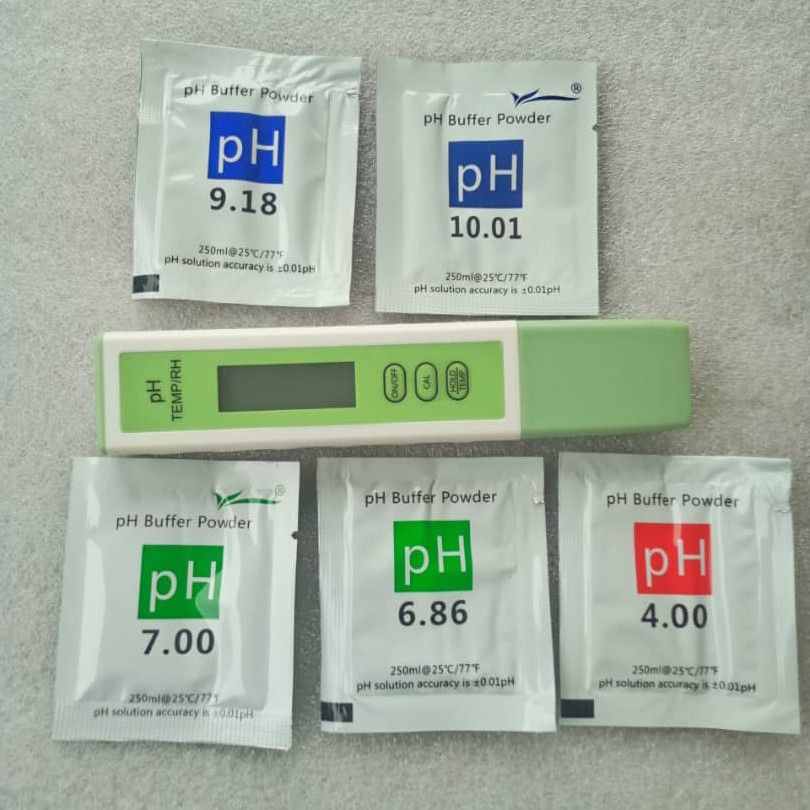 pH Buffer Powder
pH
9.18
250ml@25℃/77℉
pH solution accuracy is ±0.01pH
®
pH Buffer Powder
pH
10.01
250ml@25℃/77℉
pH solution accuracy is ±0.01pH
pH
TEMP/RH
ON/OFF
CAL
HOLD
TEMP
®
pH Buffer Powder
pH
7.00
250ml@25℃/77℉
pH solution accuracy is ±0.01pH
pH Buffer Powder
pH
6.86
250ml@25℃/77℉
pH solution accuracy is ±0.01pH
pH Buffer Powder
pH
4.00
250ml@25℃/77℉
pH solution accuracy is ±0.01pH